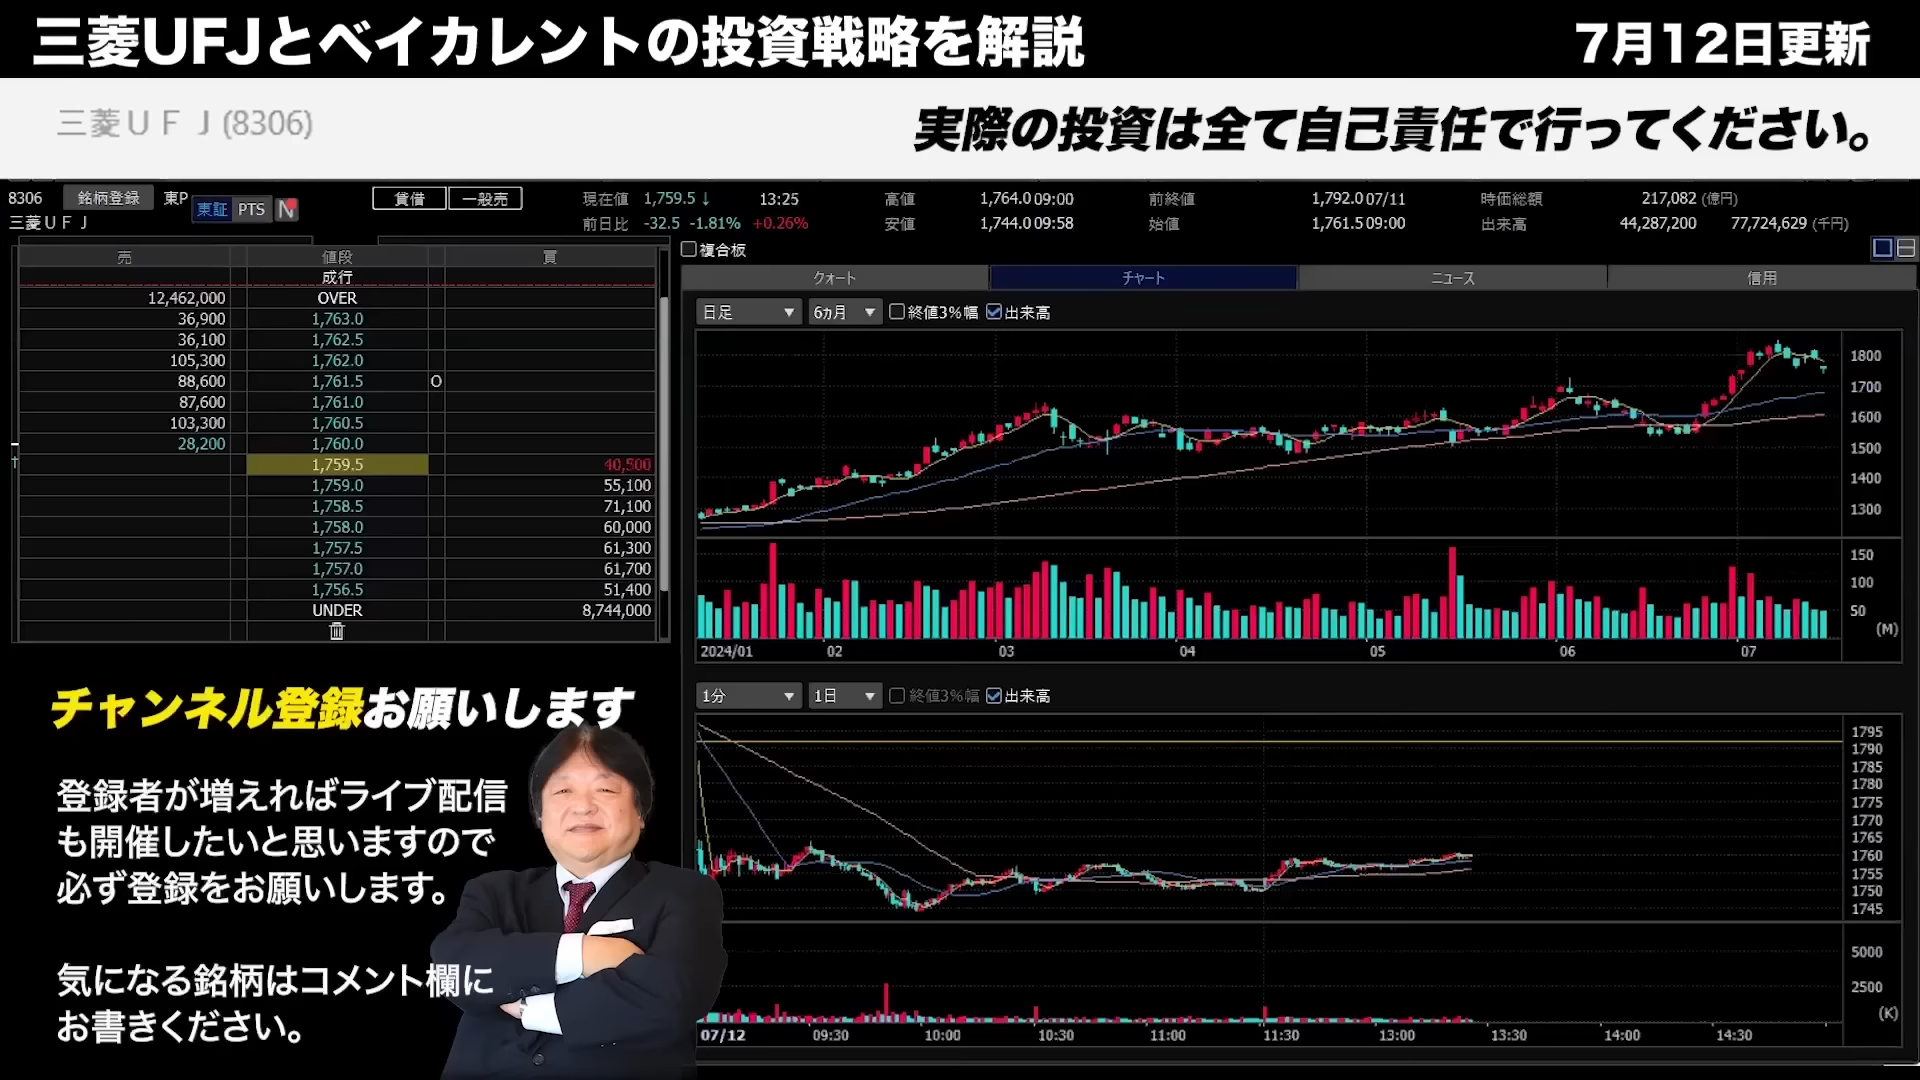 三菱UFJとベイカレントの投資戦略を解説
7月12日更新
三菱ＵＦＪ(8306)
実際の投資は全て自己責任で行ってください。
8306 銘柄登録 東P 東証 PTS N
三菱ＵＦＪ
貸借 一般売
現在値 1,759.5↓ 13:25 高値 1,764.0 09:00 前終値 1,792.0 07/11 時価総額 217,082 (億円)
前日比 -32.5 -1.81% +0.26% 安値 1,744.0 09:58 始値 1,761.5 09:00 出来高 44,287,200 77,724,629 (千円)
複合板
売 値段 買
成行
12,462,000 OVER
36,900 1,763.0
36,100 1,762.5
105,300 1,762.0
88,600 1,761.5 O
87,600 1,761.0
103,300 1,760.5
28,200 1,760.0
1,759.5 40,500
1,759.0 55,100
1,758.5 71,100
1,758.0 60,000
1,757.5 61,300
1,757.0 61,700
1,756.5 51,400
UNDER 8,744,000
クォート チャート ニュース 信用
日足 6カ月 終値3%幅 出来高
1800
1700
1600
1500
1400
1300
150
100
50
(M)
2024/01 02 03 04 05 06 07
1分 1日 終値3%幅 出来高
1795
1790
1785
1780
1775
1770
1765
1760
1755
1750
1745
5000
2500
(K)
07/12 09:30 10:00 10:30 11:00 11:30 13:00 13:30 14:00 14:30
チャンネル登録お願いします
登録者が増えればライブ配信
も開催したいと思いますので
必ず登録をお願いします。
気になる銘柄はコメント欄に
お書きください。